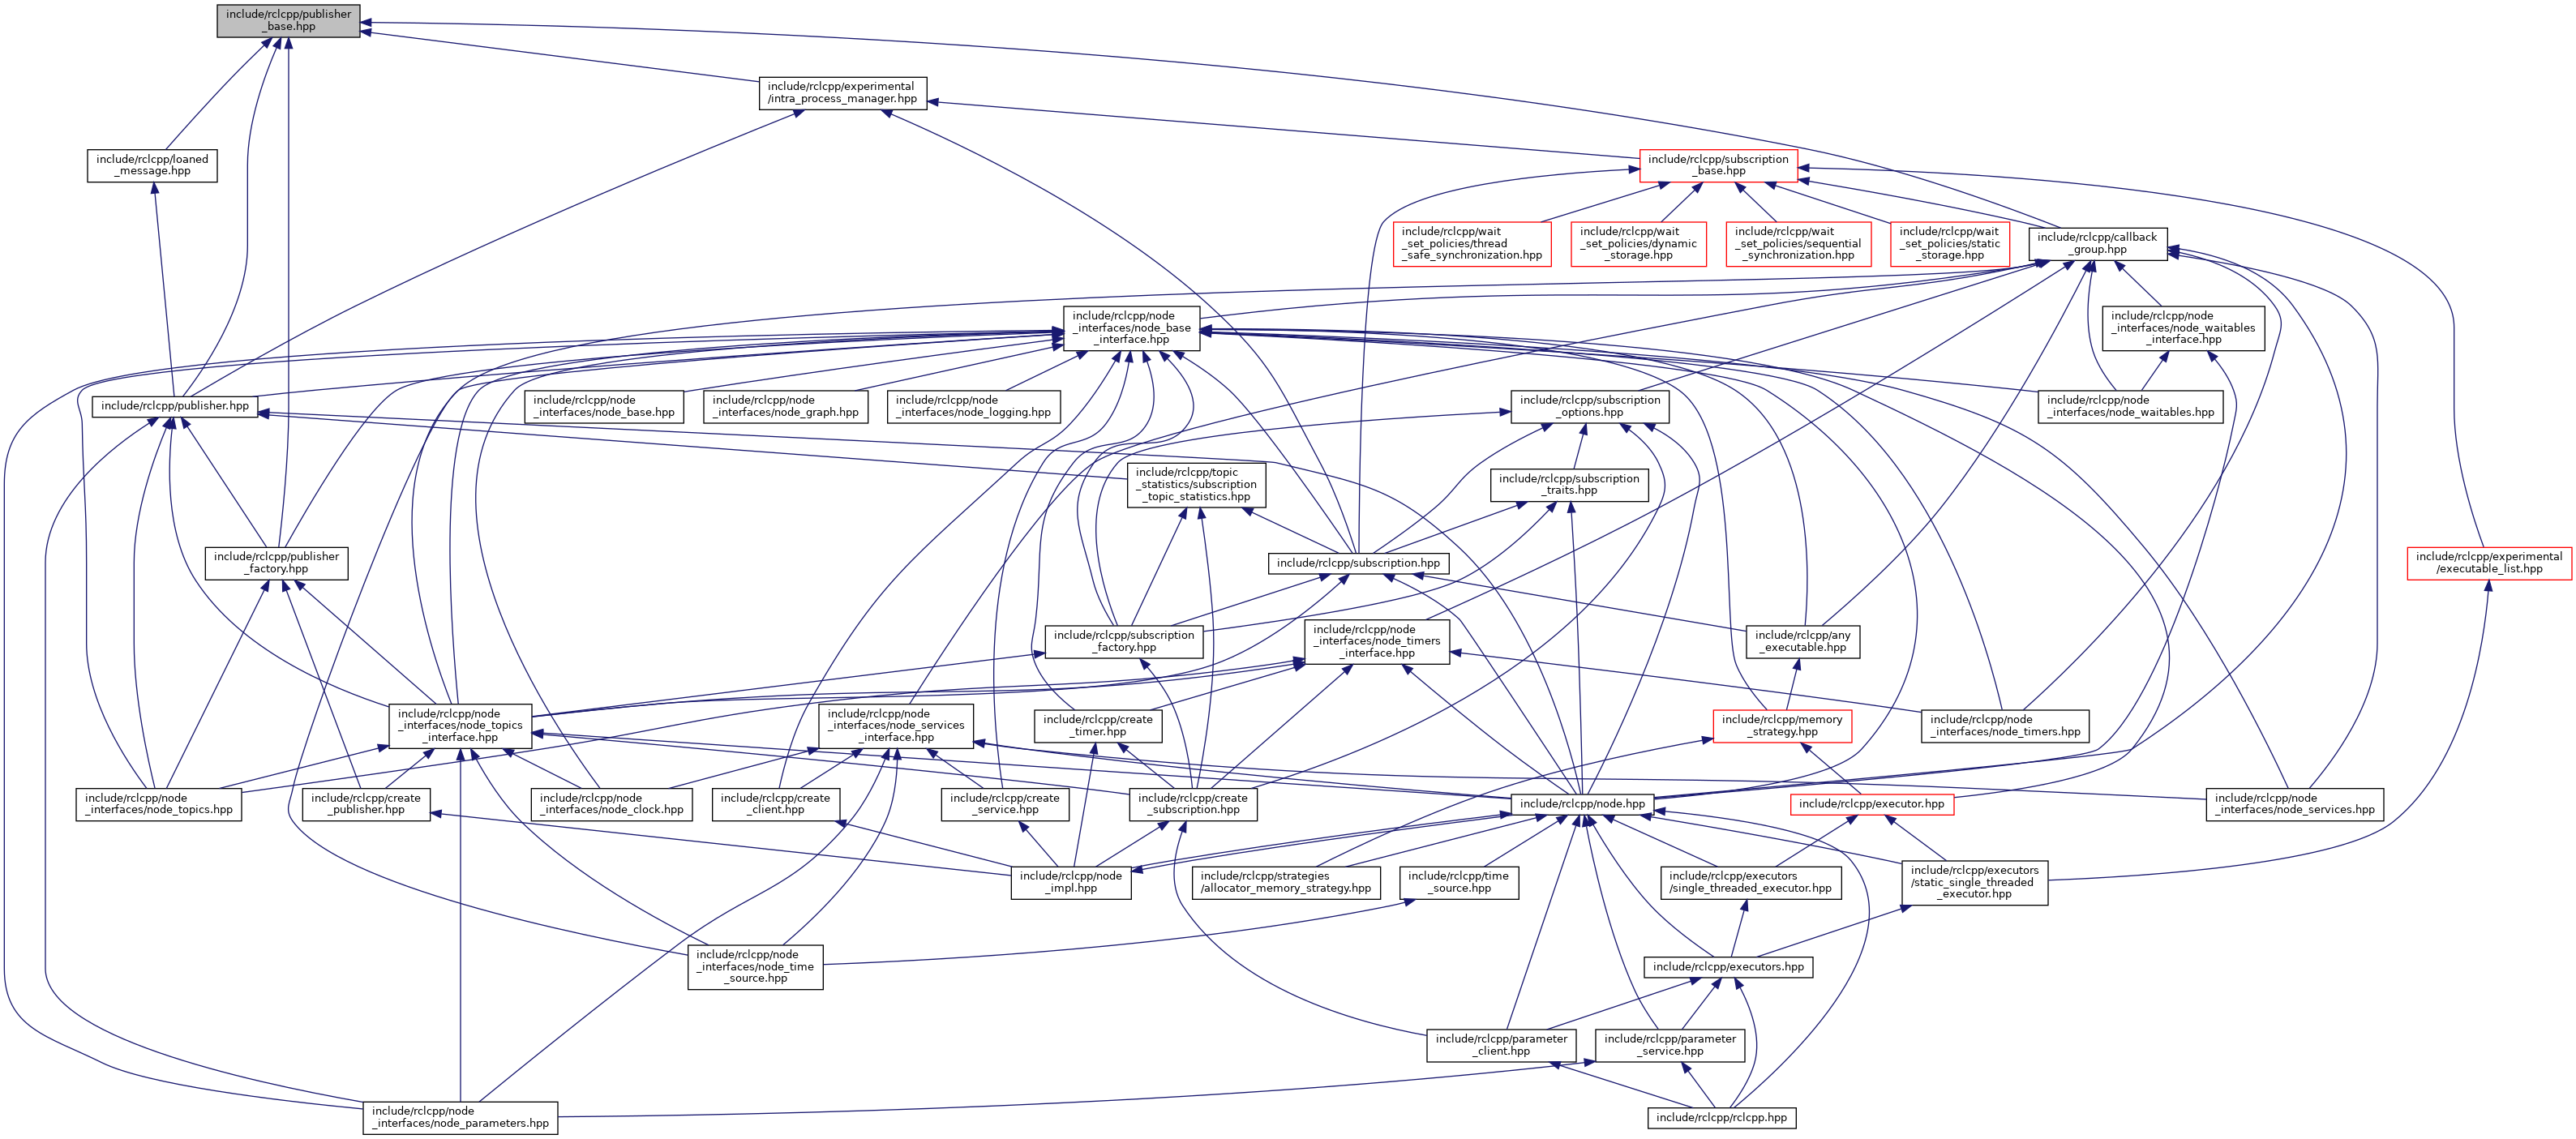 include/rclcpp/publisher
_base.hpp
include/rclcpp/experimental
/intra_process_manager.hpp
include/rclcpp/loaned
_message.hpp
include/rclcpp/subscription
_base.hpp
include/rclcpp/wait
_set_policies/thread
_safe_synchronization.hpp
include/rclcpp/wait
_set_policies/dynamic
_storage.hpp
include/rclcpp/wait
_set_policies/sequential
_synchronization.hpp
include/rclcpp/wait
_set_policies/static
_storage.hpp
include/rclcpp/callback
_group.hpp
include/rclcpp/node
_interfaces/node_base
_interface.hpp
include/rclcpp/node
_interfaces/node_waitables
_interface.hpp
include/rclcpp/publisher.hpp
include/rclcpp/node
_interfaces/node_base.hpp
include/rclcpp/node
_interfaces/node_graph.hpp
include/rclcpp/node
_interfaces/node_logging.hpp
include/rclcpp/subscription
_options.hpp
include/rclcpp/node
_interfaces/node_waitables.hpp
include/rclcpp/topic
_statistics/subscription
_topic_statistics.hpp
include/rclcpp/subscription
_traits.hpp
include/rclcpp/publisher
_factory.hpp
include/rclcpp/subscription.hpp
include/rclcpp/experimental
/executable_list.hpp
include/rclcpp/subscription
_factory.hpp
include/rclcpp/node
_interfaces/node_timers
_interface.hpp
include/rclcpp/any
_executable.hpp
include/rclcpp/node
_interfaces/node_topics
_interface.hpp
include/rclcpp/node
_interfaces/node_services
_interface.hpp
include/rclcpp/create
_timer.hpp
include/rclcpp/memory
_strategy.hpp
include/rclcpp/node
_interfaces/node_timers.hpp
include/rclcpp/node
_interfaces/node_topics.hpp
include/rclcpp/create
_publisher.hpp
include/rclcpp/node
_interfaces/node_clock.hpp
include/rclcpp/create
_client.hpp
include/rclcpp/create
_service.hpp
include/rclcpp/create
_subscription.hpp
include/rclcpp/node.hpp
include/rclcpp/executor.hpp
include/rclcpp/node
_interfaces/node_services.hpp
include/rclcpp/node
_impl.hpp
include/rclcpp/strategies
/allocator_memory_strategy.hpp
include/rclcpp/time
_source.hpp
include/rclcpp/executors
/single_threaded_executor.hpp
include/rclcpp/executors
/static_single_threaded
_executor.hpp
include/rclcpp/node
_interfaces/node_time
_source.hpp
include/rclcpp/executors.hpp
include/rclcpp/parameter
_client.hpp
include/rclcpp/parameter
_service.hpp
include/rclcpp/node
_interfaces/node_parameters.hpp
include/rclcpp/rclcpp.hpp